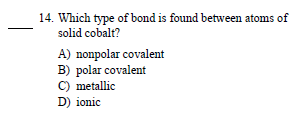 14. Which type of bond is found between atoms of
solid cobalt?
A) nonpolar covalent
B) polar covalent
C) metallic
D) ionic